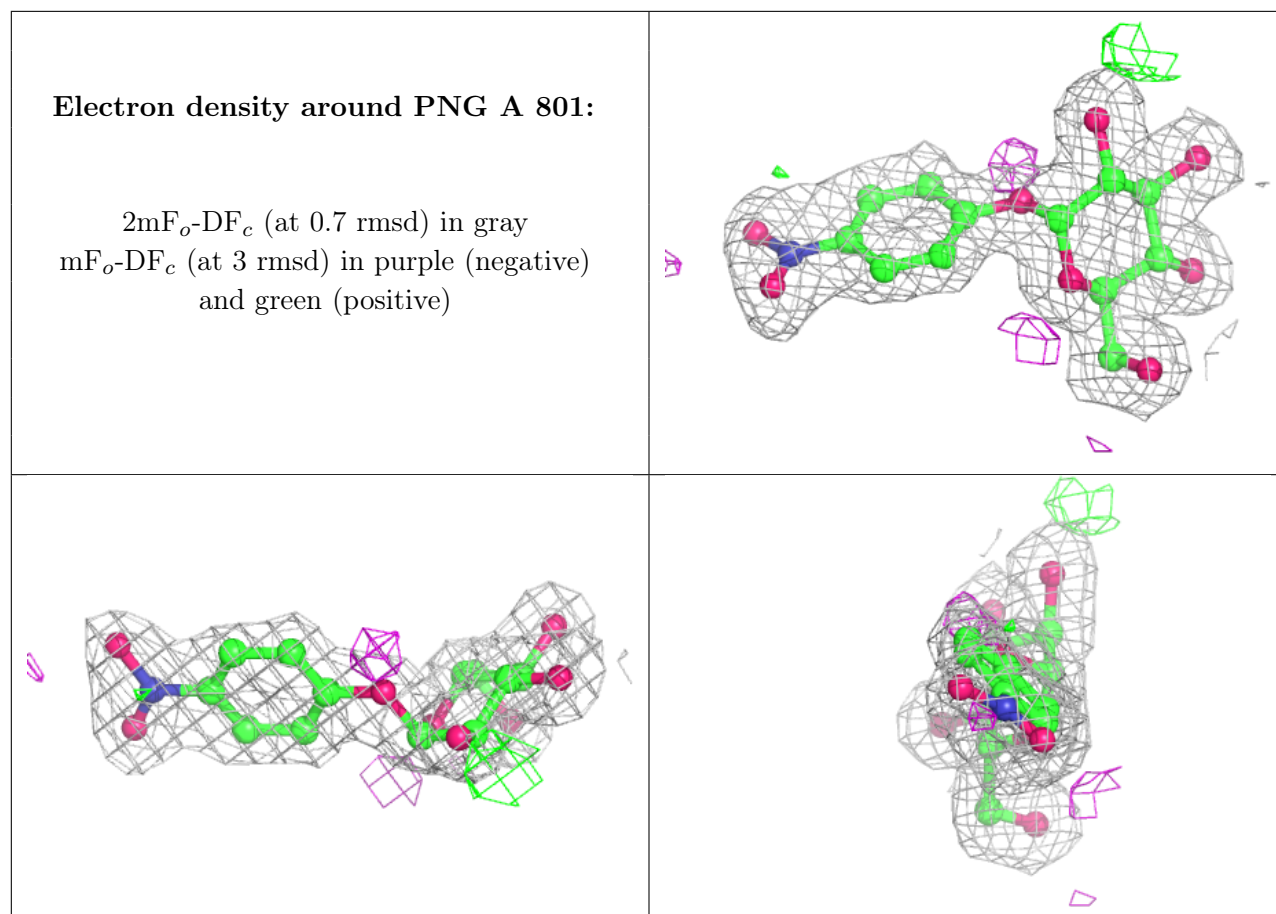 Electron density around PNG A 801:
2mFo-DFc (at 0.7 rmsd) in gray
mFo-DFc (at 3 rmsd) in purple (negative)
and green (positive)